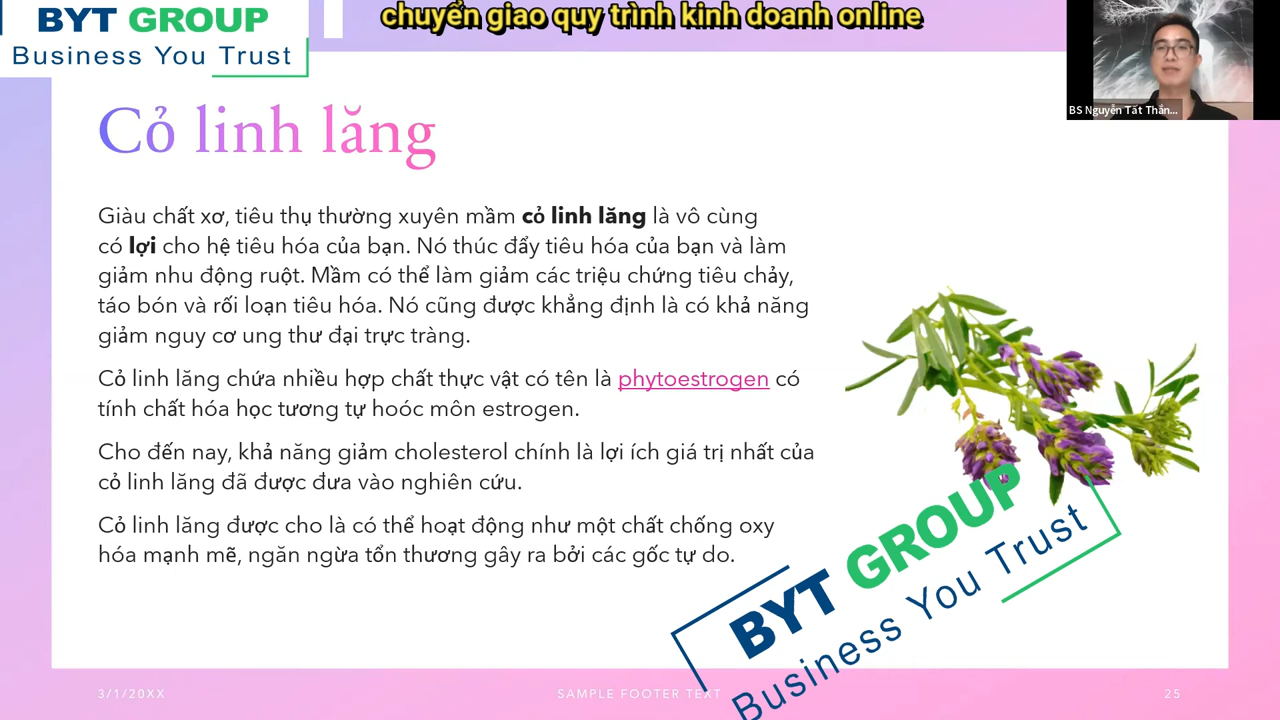 BYT GROUP
Business You Trust
chuyển giao quy trình kinh doanh online
BS Nguyễn Tất Thắn...
Cỏ linh lăng
Giàu chất xơ, tiêu thụ thường xuyên mầm cỏ linh lăng là vô cùng
có lợi cho hệ tiêu hóa của bạn. Nó thúc đẩy tiêu hóa của bạn và làm
giảm nhu động ruột. Mầm có thể làm giảm các triệu chứng tiêu chảy,
táo bón và rối loạn tiêu hóa. Nó cũng được khẳng định là có khả năng
giảm nguy cơ ung thư đại trực tràng.
Cỏ linh lăng chứa nhiều hợp chất thực vật có tên là phytoestrogen có
tính chất hóa học tương tự hoóc môn estrogen.
Cho đến nay, khả năng giảm cholesterol chính là lợi ích giá trị nhất của
cỏ linh lăng đã được đưa vào nghiên cứu.
Cỏ linh lăng được cho là có thể hoạt động như một chất chống oxy
hóa mạnh mẽ, ngăn ngừa tổn thương gây ra bởi các gốc tự do.
BYT GROUP
Business You Trust
3/1/20XX
SAMPLE FOOTER TEXT
25